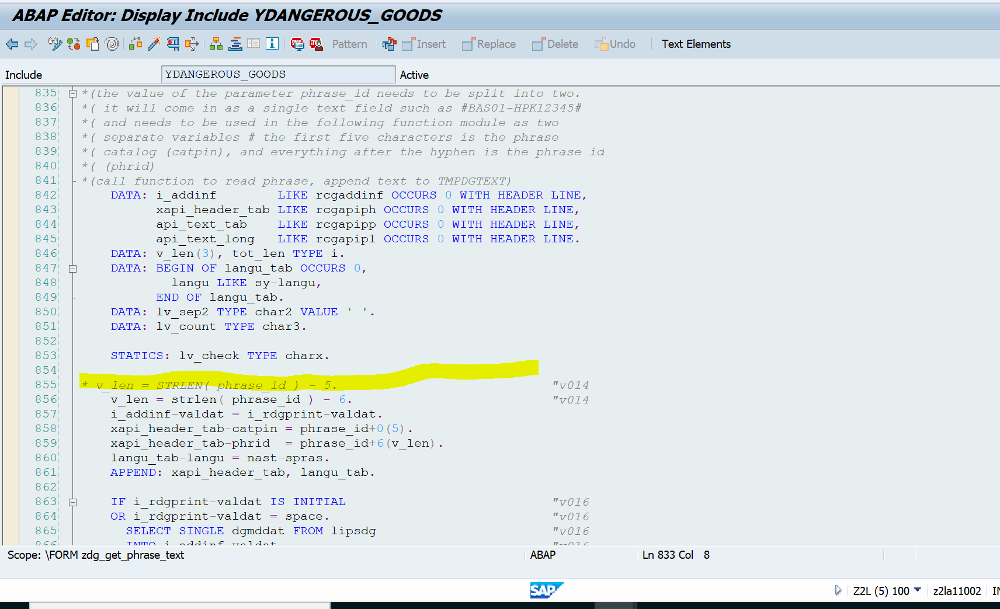 ABAP Editor: Display Include YDANGEROUS_GOODS
Pattern Insert Replace Delete Undo Text Elements
Include YDANGEROUS_GOODS Active
835 *(the value of the parameter phrase_id needs to be split into two.
836 *( it will come in as a single text field such as #BAS01-HPK12345#
837 *( and needs to be used in the following function module as two
838 *( separate variables # the first five characters is the phrase
839 *( catalog (catpin), and everything after the hyphen is the phrase id
840 *( (phrid)
841 *(call function to read phrase, append text to TMPDGTEXT)
842 DATA: i_addinf LIKE rcgaddinf OCCURS 0 WITH HEADER LINE,
843 xapi_header_tab LIKE rcgapiph OCCURS 0 WITH HEADER LINE,
844 api_text_tab LIKE rcgapipp OCCURS 0 WITH HEADER LINE,
845 api_text_long LIKE rcgapipl OCCURS 0 WITH HEADER LINE.
846 DATA: v_len(3), tot_len TYPE i.
847 DATA: BEGIN OF langu_tab OCCURS 0,
848 langu LIKE sy-langu,
849 END OF langu_tab.
850 DATA: lv_sep2 TYPE char2 VALUE ' '.
851 DATA: lv_count TYPE char3.
852
853 STATICS: lv_check TYPE charx.
854
855 * v_len = STRLEN( phrase_id ) - 5. "v014
856 v_len = strlen( phrase_id ) - 6. "v014
857 i_addinf-valdat = i_rdgprint-valdat.
858 xapi_header_tab-catpin = phrase_id+0(5).
859 xapi_header_tab-phrid = phrase_id+6(v_len).
860 langu_tab-langu = nast-spras.
861 APPEND: xapi_header_tab, langu_tab.
862
863 IF i_rdgprint-valdat IS INITIAL "v016
864 OR i_rdgprint-valdat = space. "v016
865 SELECT SINGLE dgmddat FROM lipsdg "v016
866 INTO i_addinf-valdat "v016
Scope: \FORM zdg_get_phrase_text ABAP Ln 833 Col 8
SAP Z2L (5) 100 z2la11002